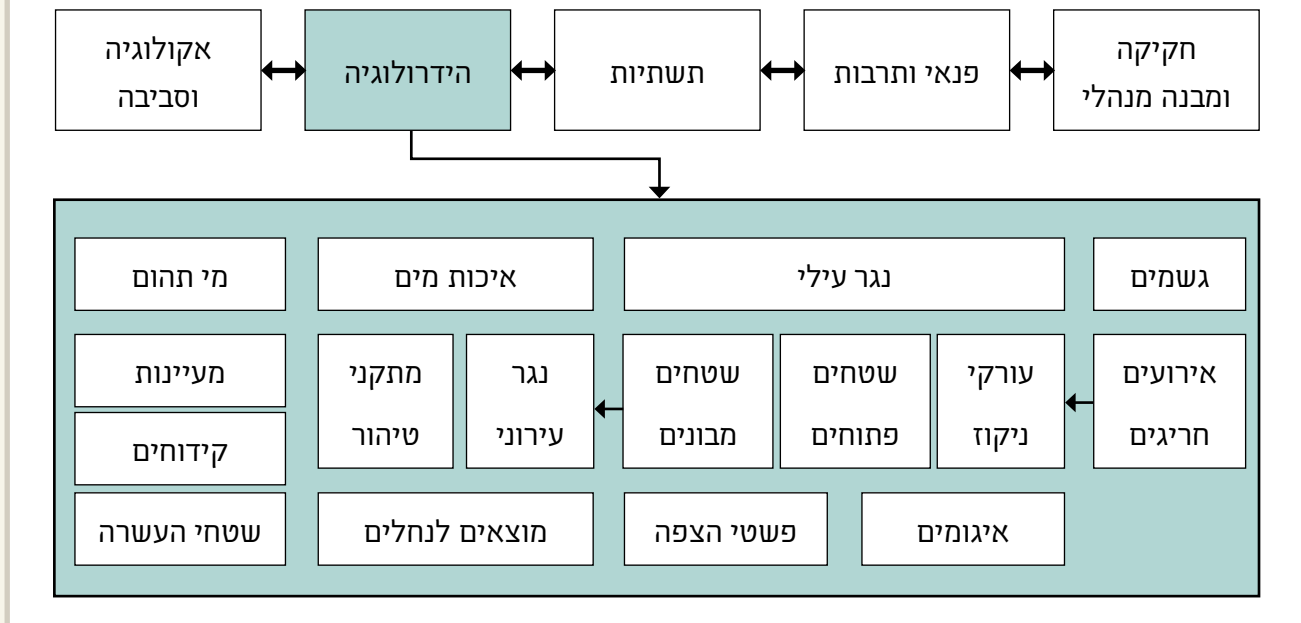 חקיקה
ומבנה מנהלי
פנאי ותרבות
תשתיות
הידרולוגיה
אקולוגיה
וסביבה
גשמים
נגר עילי
איכות מים
מי תהום
אירועים
חריגים
עורקי
ניקוז
שטחים
פתוחים
שטחים
מבונים
נגר
עירוני
מתקני
טיהור
מעיינות
קידוחים
איגומים
פשטי הצפה
מוצאים לנחלים
שטחי העשרה